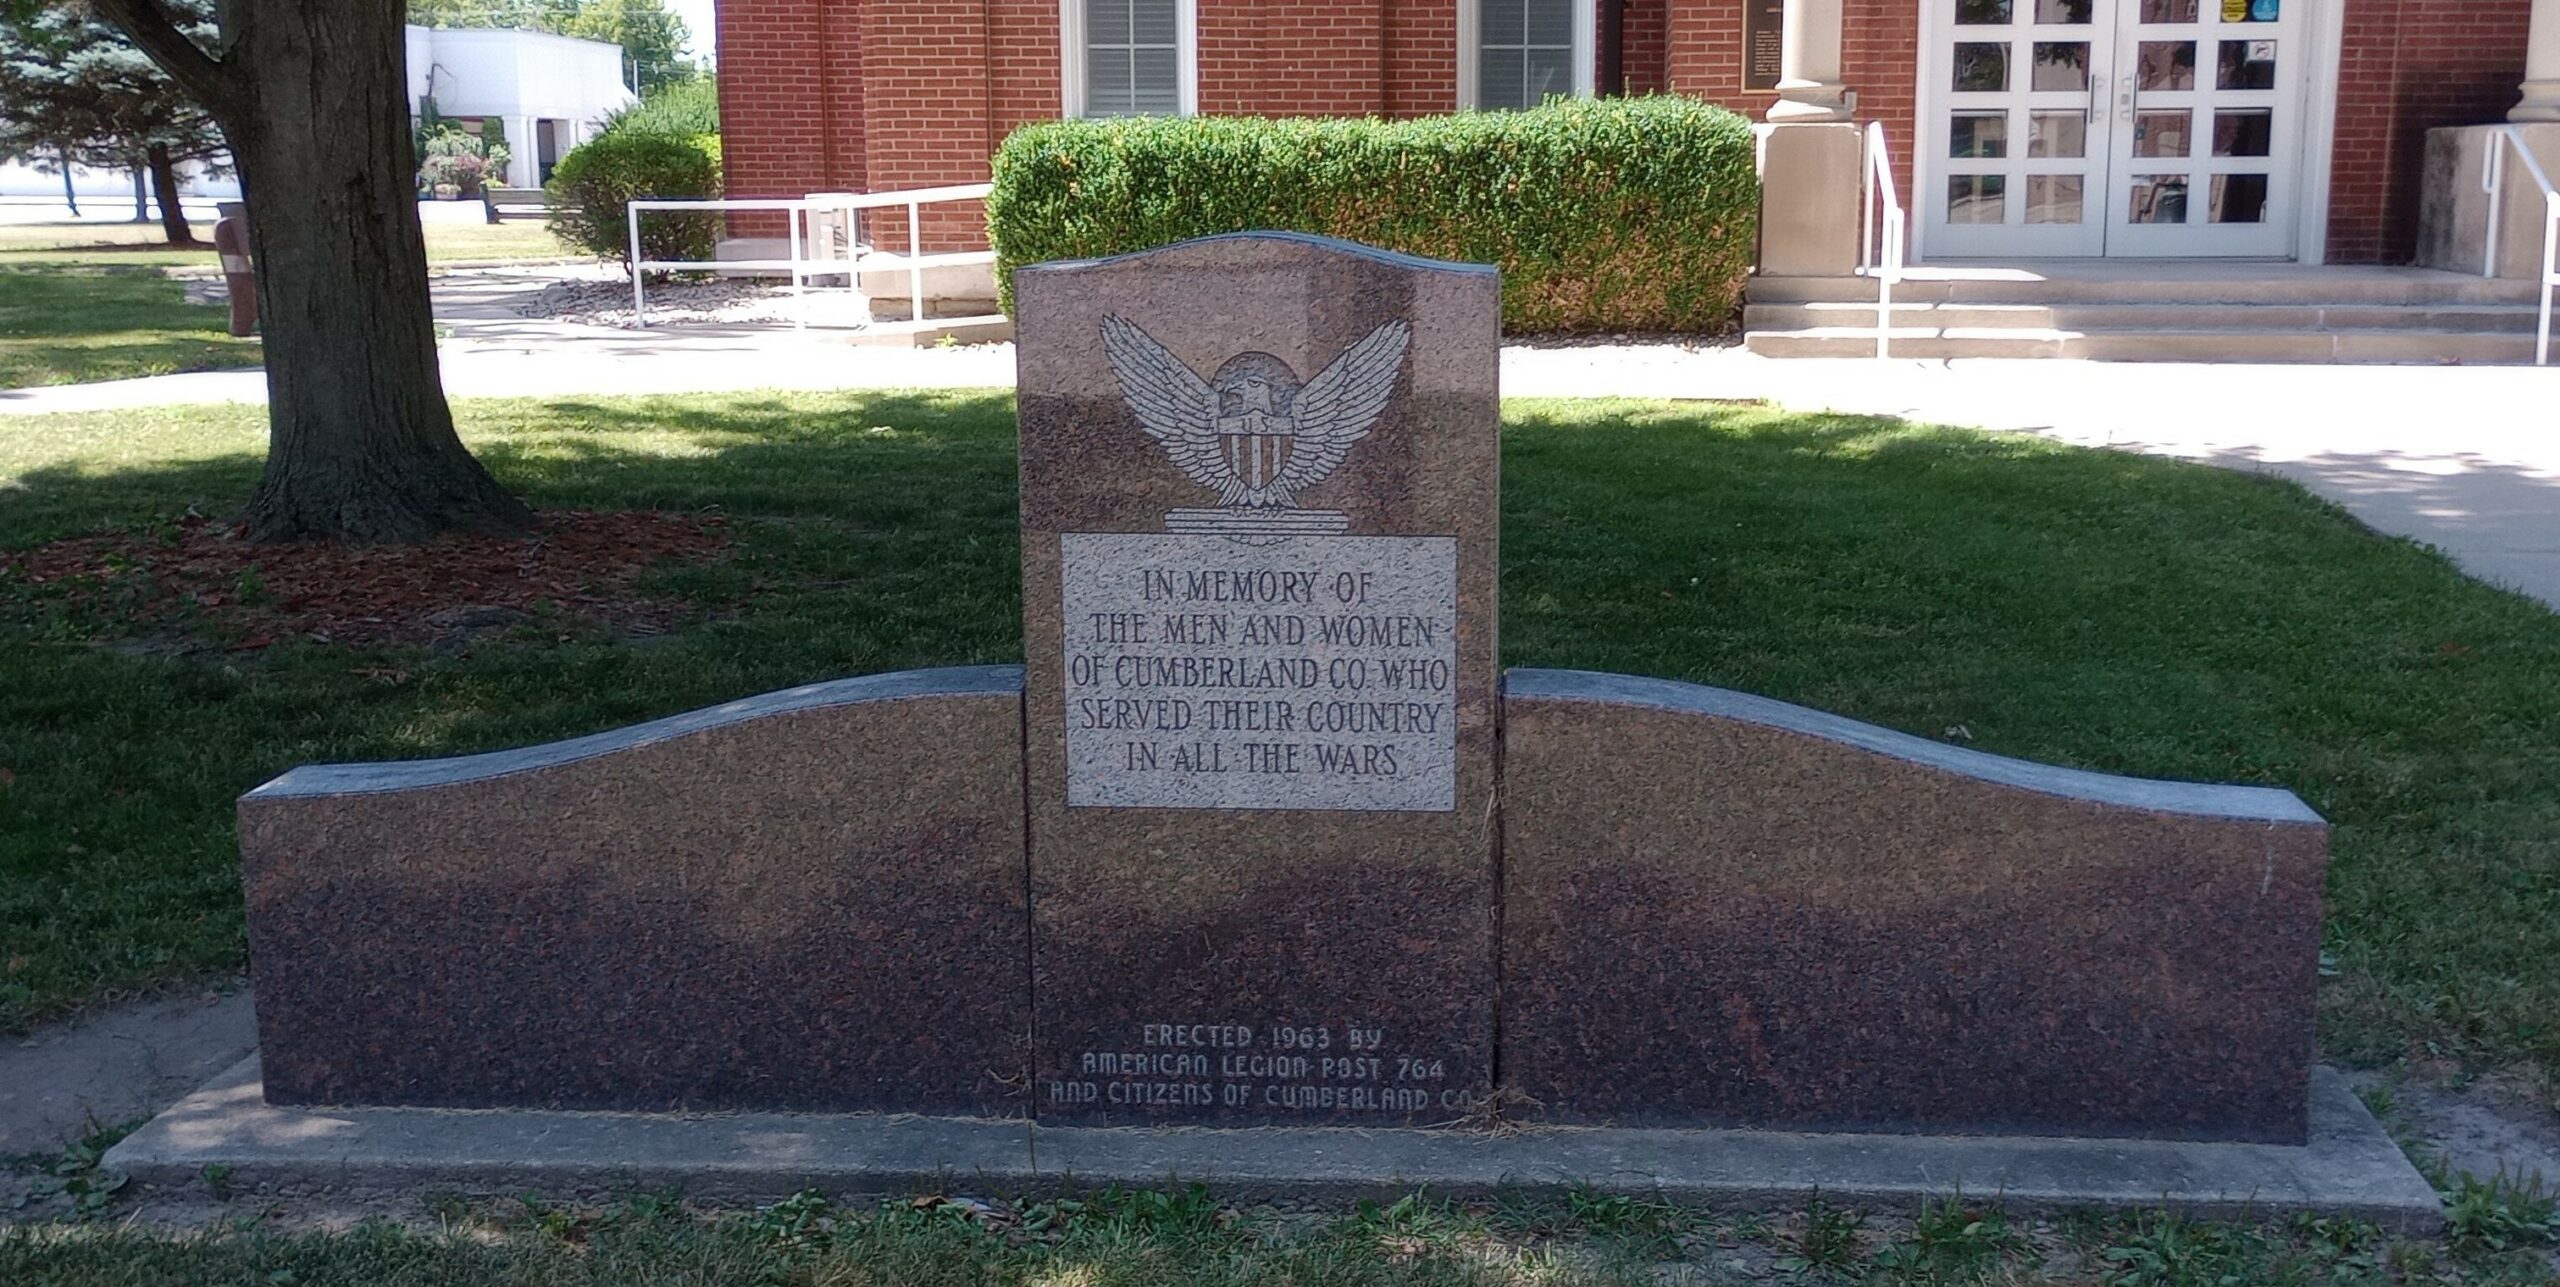 U S
IN MEMORY OF
THE MEN AND WOMEN
OF CUMBERLAND CO. WHO
SERVED THEIR COUNTRY
IN ALL THE WARS
ERECTED 1963 BY
AMERICAN LEGION POST 764
AND CITIZENS OF CUMBERLAND CO.